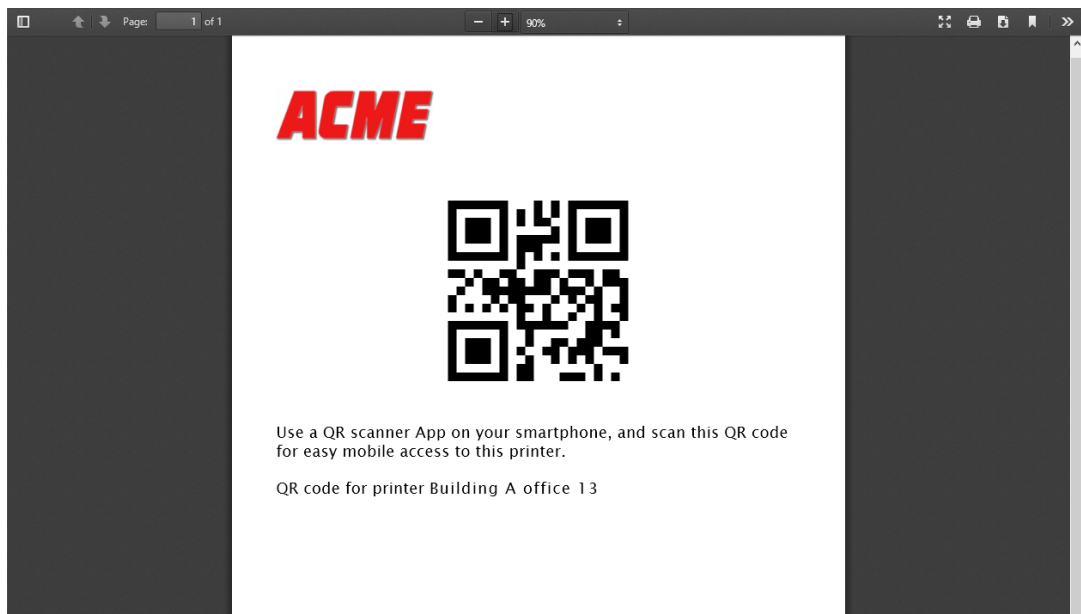 Page: 1 of 1
90%
ACME
Use a QR scanner App on your smartphone, and scan this QR code
for easy mobile access to this printer.
QR code for printer Building A office 13